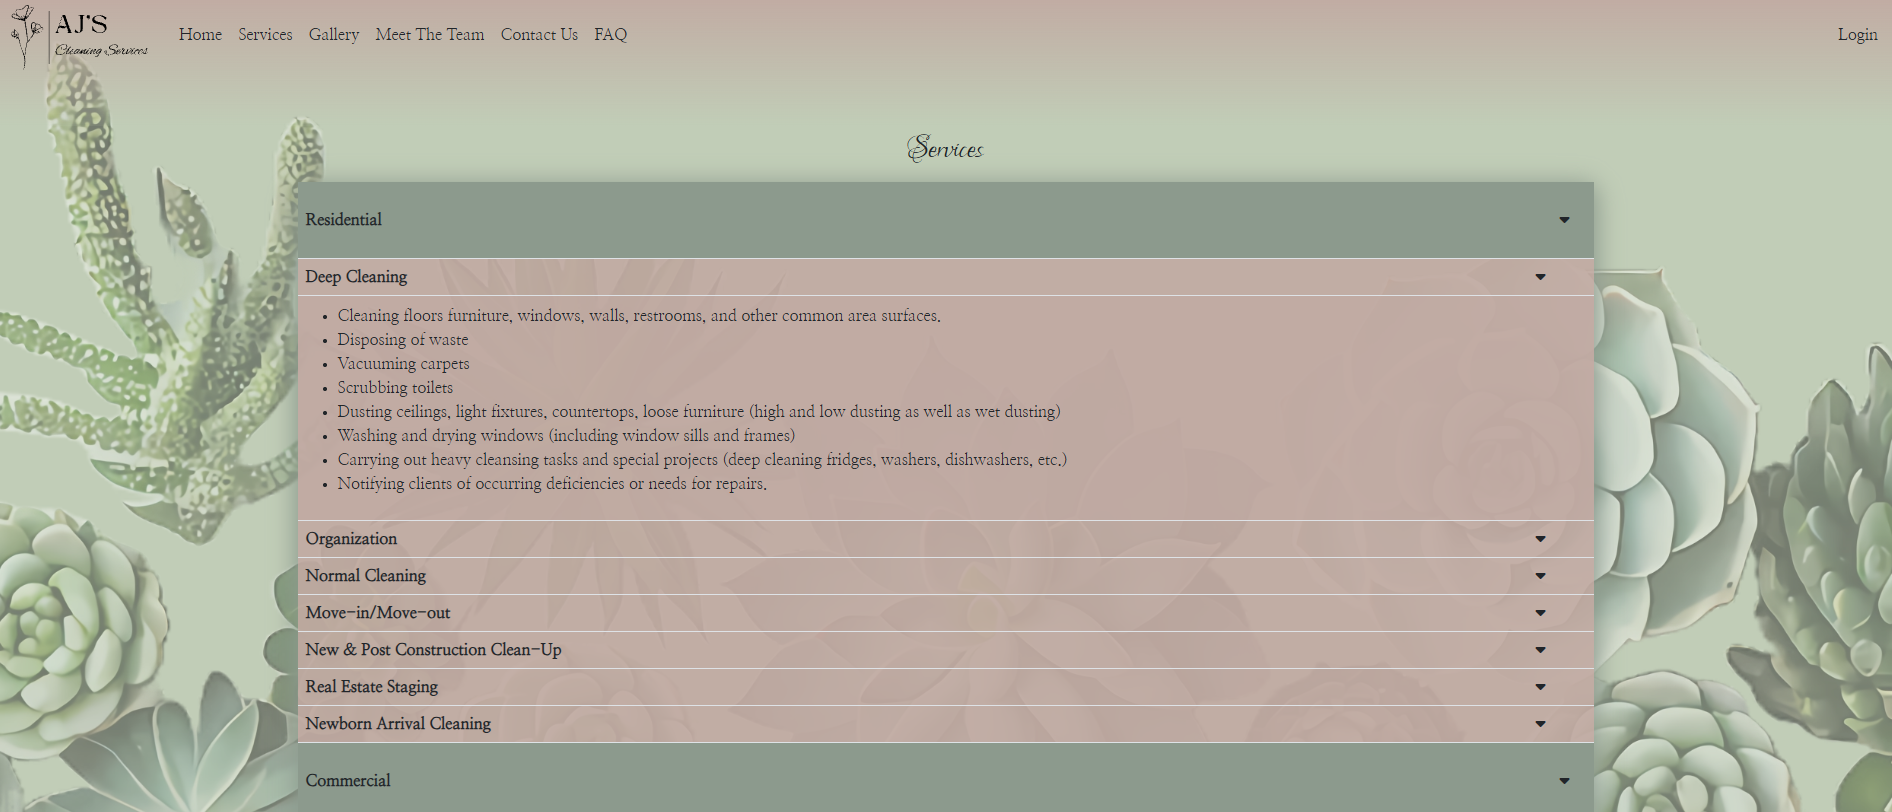 AJ'S
Cleaning Services
Home Services Gallery Meet The Team Contact Us FAQ Login
Services
Residential
Deep Cleaning
• Cleaning floors furniture, windows, walls, restrooms, and other common area surfaces.
• Disposing of waste
• Vacuuming carpets
• Scrubbing toilets
• Dusting ceilings, light fixtures, countertops, loose furniture (high and low dusting as well as wet dusting)
• Washing and drying windows (including window sills and frames)
• Carrying out heavy cleansing tasks and special projects (deep cleaning fridges, washers, dishwashers, etc.)
• Notifying clients of occurring deficiencies or needs for repairs.
Organization
Normal Cleaning
Move-in/Move-out
New & Post Construction Clean-Up
Real Estate Staging
Newborn Arrival Cleaning
Commercial